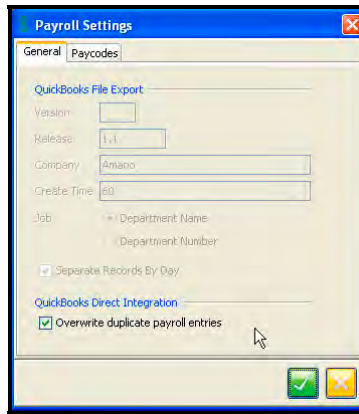 Payroll Settings
General Paycodes
QuickBooks File Export
Version
Release 1.1
Company Amano
Create Time 60
Job Department Name
Department Number
Separate Records By Day
QuickBooks Direct Integration
Overwrite duplicate payroll entries